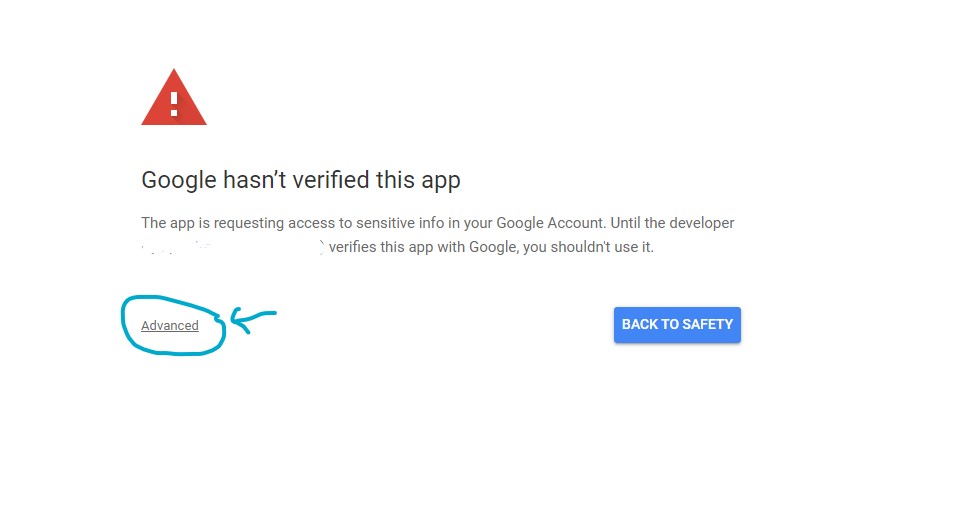 Google hasn’t verified this app
The app is requesting access to sensitive info in your Google Account. Until the developer
) verifies this app with Google, you shouldn't use it.
Advanced
BACK TO SAFETY